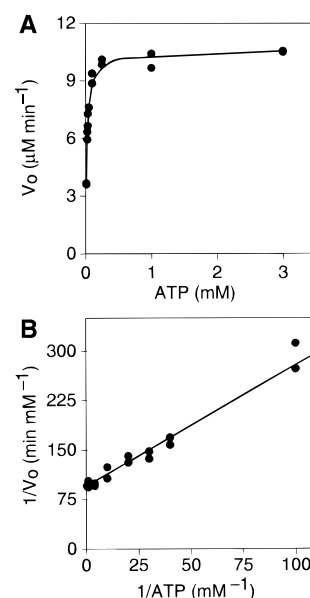 A
12
9
6
3
0
Vo (μM min⁻¹)
0 1 2 3
ATP (mM)
B
300
225
150
75
0
1/Vo (min mM⁻¹)
0 25 50 75 100
1/ATP (mM⁻¹)